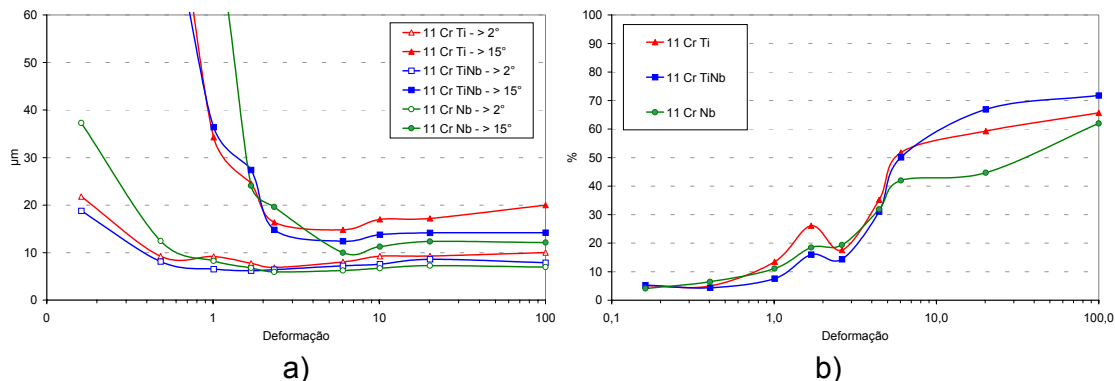 60
50
40
30
20
10
0
µm
0
1
10
100
Deformação
11 Cr Ti - > 2°
11 Cr Ti - > 15°
11 Cr TiNb - > 2°
11 Cr TiNb - > 15°
11 Cr Nb - > 2°
11 Cr Nb - > 15°
a)
100
90
80
70
60
50
40
30
20
10
0
%
0,1
1,0
10,0
100,0
Deformação
11 Cr Ti
11 Cr TiNb
11 Cr Nb
b)